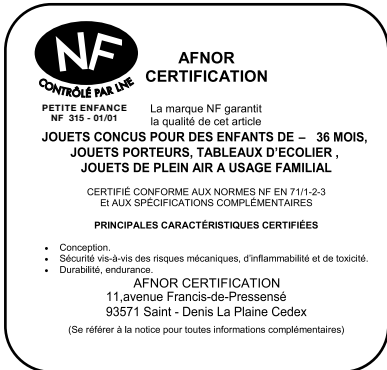 NF
CONTRÔLÉ PAR LNE
PETITE ENFANCE
NF 315 - 01/01
AFNOR
CERTIFICATION
La marque NF garantit
la qualité de cet article
JOUETS CONCUS POUR DES ENFANTS DE – 36 MOIS,
JOUETS PORTEURS, TABLEAUX D'ECOLIER ,
JOUETS DE PLEIN AIR A USAGE FAMILIAL
CERTIFIÉ CONFORME AUX NORMES NF EN 71/1-2-3
Et AUX SPÉCIFICATIONS COMPLÉMENTAIRES
PRINCIPALES CARACTÉRISTIQUES CERTIFIÉES
• Conception.
• Sécurité vis-à-vis des risques mécaniques, d'inflammabilité et de toxicité.
• Durabilité, endurance.
AFNOR CERTIFICATION
11,avenue Francis-de-Pressensé
93571 Saint - Denis La Plaine Cedex
(Se référer à la notice pour toutes informations complémentaires)